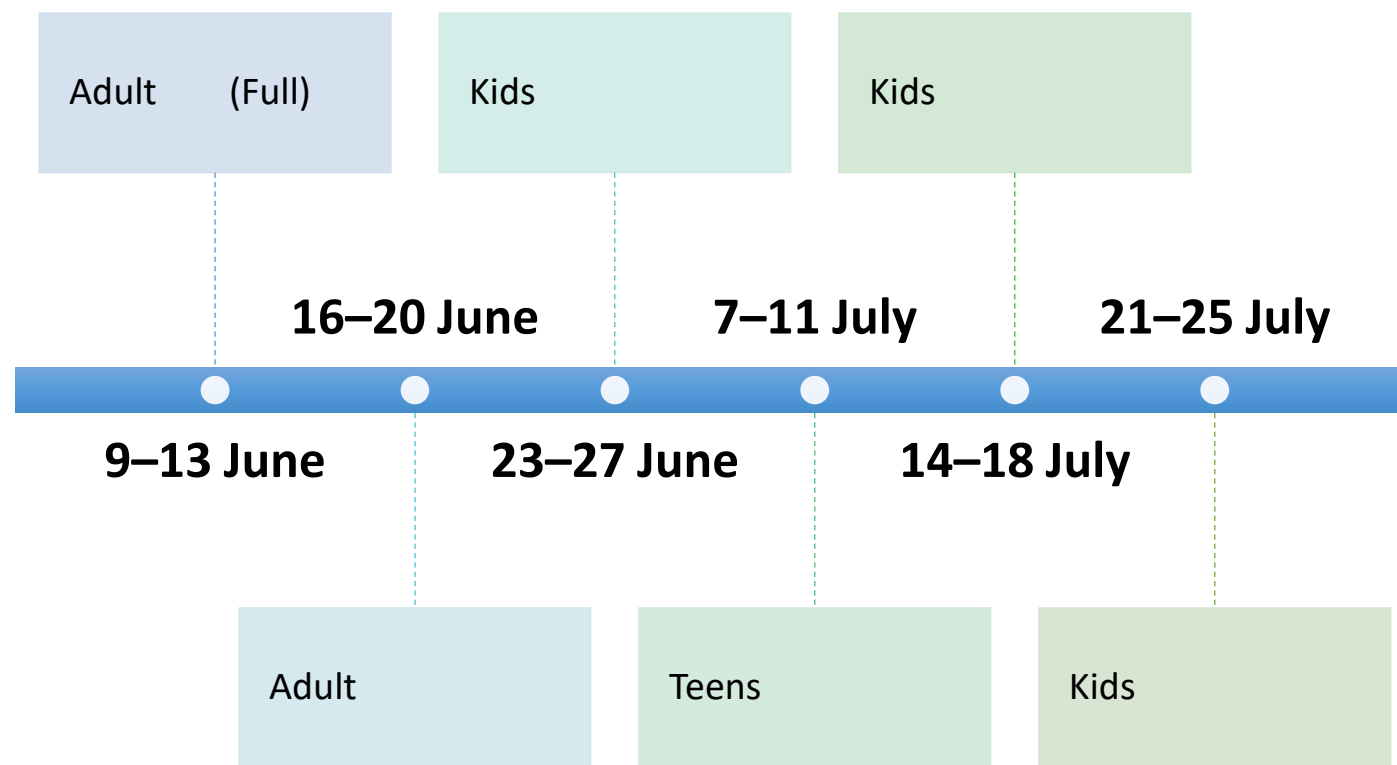 Adult (Full)
Kids
Kids
16–20 June
7–11 July
21–25 July
9–13 June
23–27 June
14–18 July
Adult
Teens
Kids